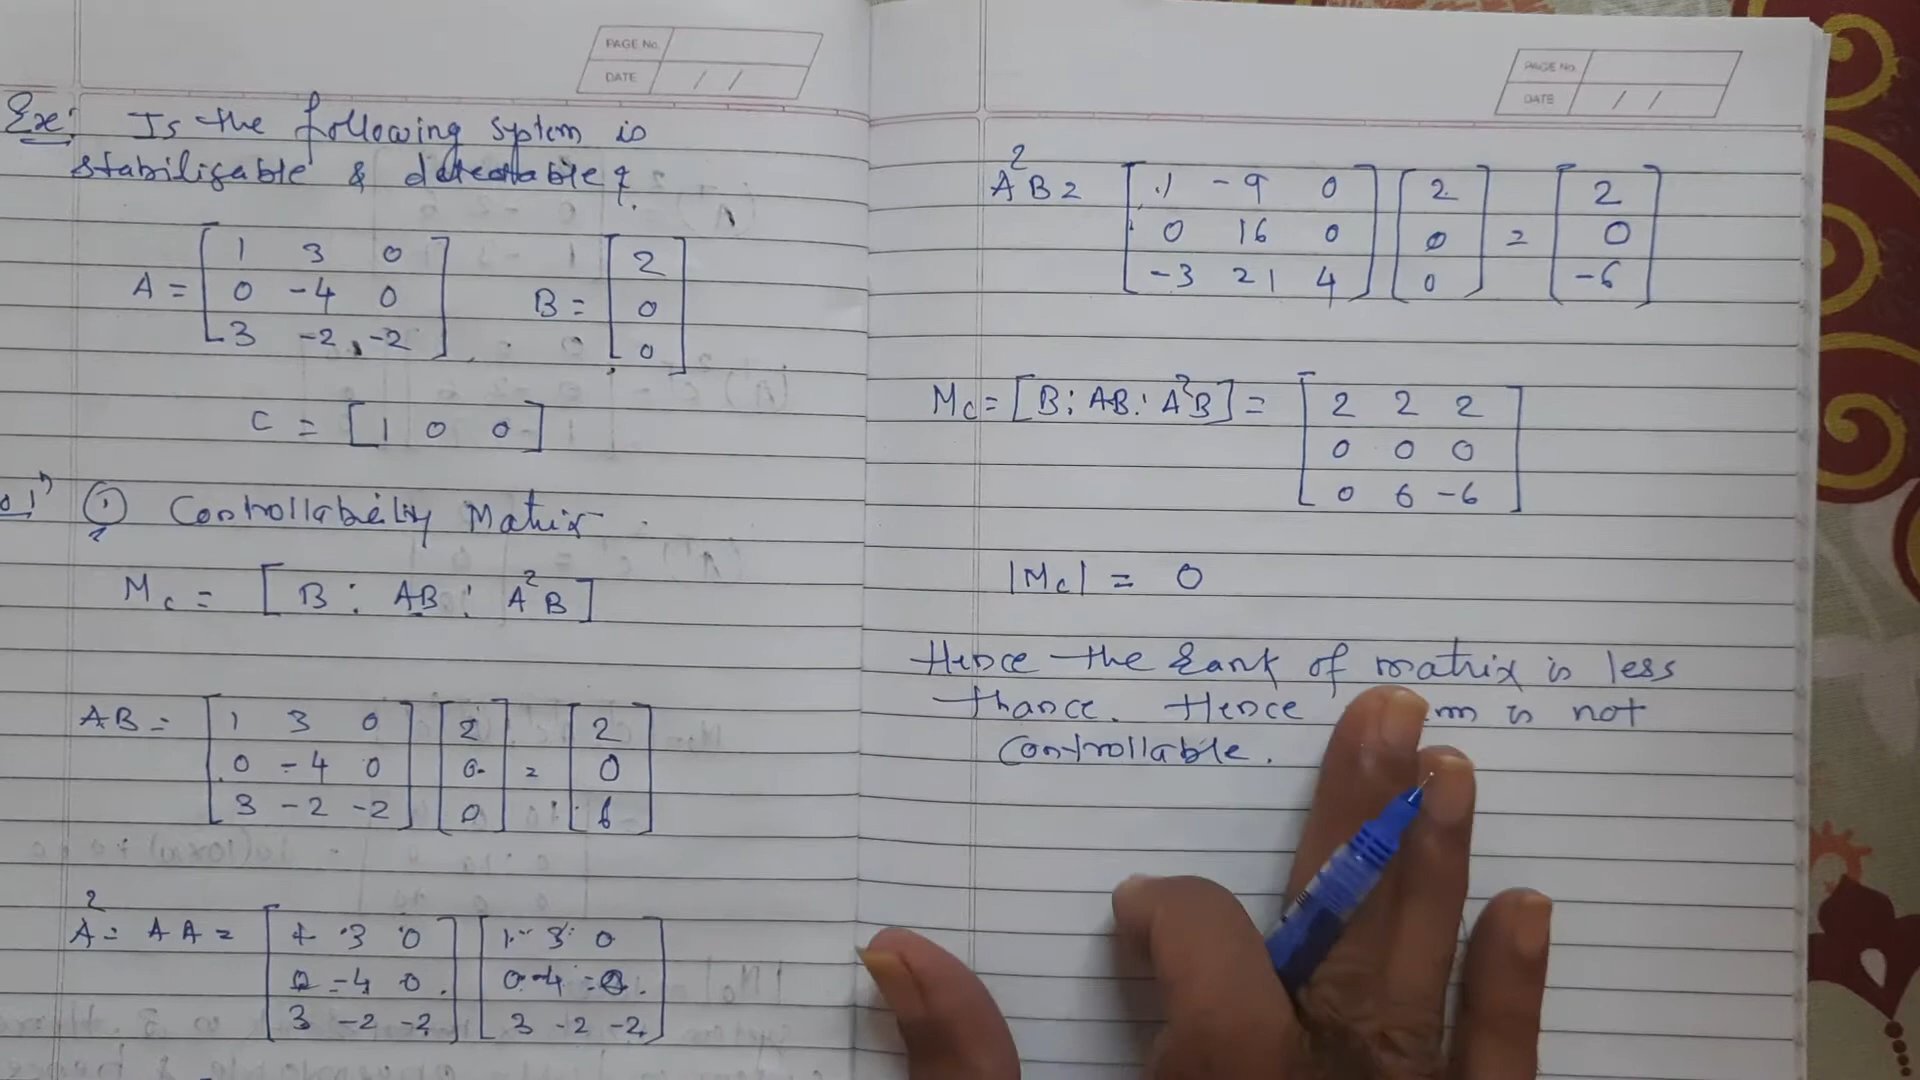 PAGE No.
DATE / /
Ex: Is the following system is
stabilisable & detectable?
A = [1 3 0
0 -4 0
3 -2 -2]
B = [2
0
0]
C = [1 0 0]
① Controllability Matrix
Mc = [B : AB : A²B]
AB = [1 3 0
0 -4 0
3 -2 -2] [2
0
0] = [2
0
6]
A² = AA = [1 3 0
0 -4 0
3 -2 -2] [1 3 0
0 -4 0
3 -2 -2]
PAGE No.
DATE / /
A²B = [1 -9 0
0 16 0
-3 21 4] [2
0
0] = [2
0
-6]
Mc = [B : AB : A²B] = [2 2 2
0 0 0
0 6 -6]
|Mc| = 0
Hence the Rank of matrix is less
thance. Hence is not
Controllable.